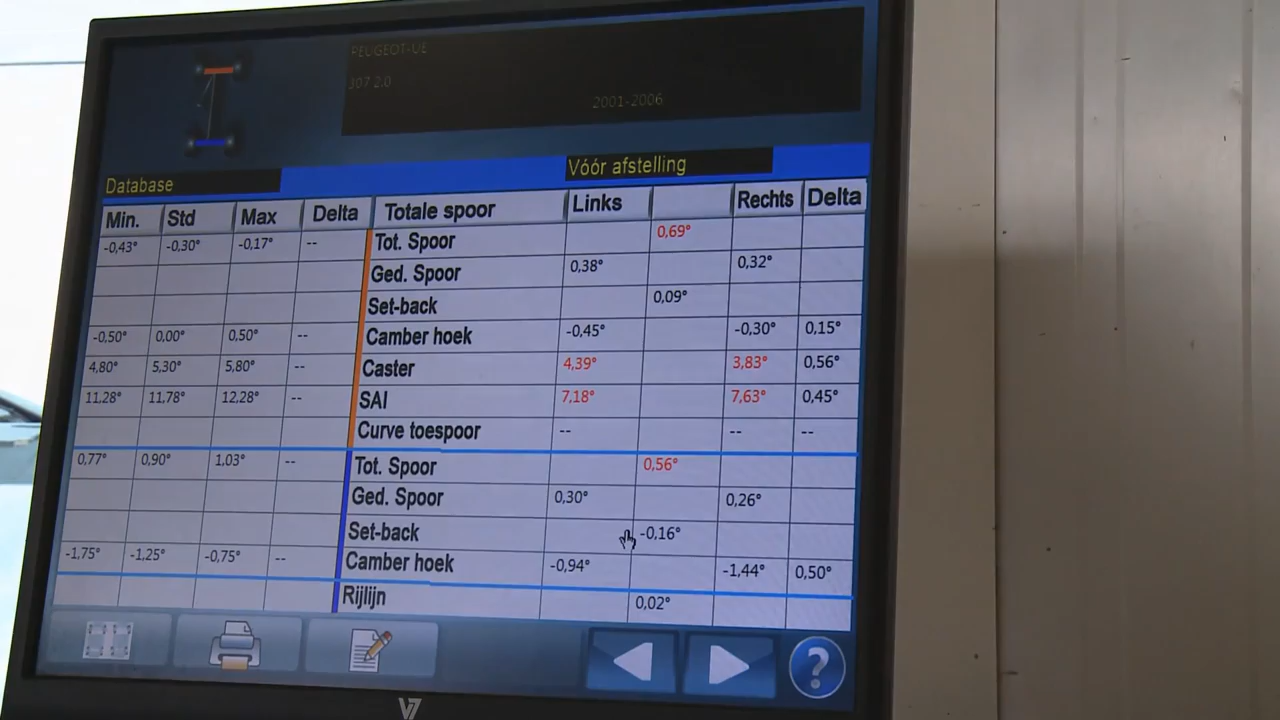 PEUGEOT-UE
307 2.0
2001-2006
Database Vóór afstelling
Min. Std Max Delta Totale spoor Links Rechts Delta
-0,43° -0,30° -0,17° -- Tot. Spoor 0,69°
Ged. Spoor 0,38° 0,32°
Set-back 0,09°
-0,50° 0,00° 0,50° -- Camber hoek -0,45° -0,30° 0,15°
4,80° 5,30° 5,80° -- Caster 4,39° 3,83° 0,56°
11,28° 11,78° 12,28° -- SAI 7,18° 7,63° 0,45°
Curve toespoor -- -- --
0,77° 0,90° 1,03° -- Tot. Spoor 0,56°
Ged. Spoor 0,30° 0,26°
Set-back -0,16°
-1,75° -1,25° -0,75° -- Camber hoek -0,94° -1,44° 0,50°
Rijlijn 0,02°
?
V7